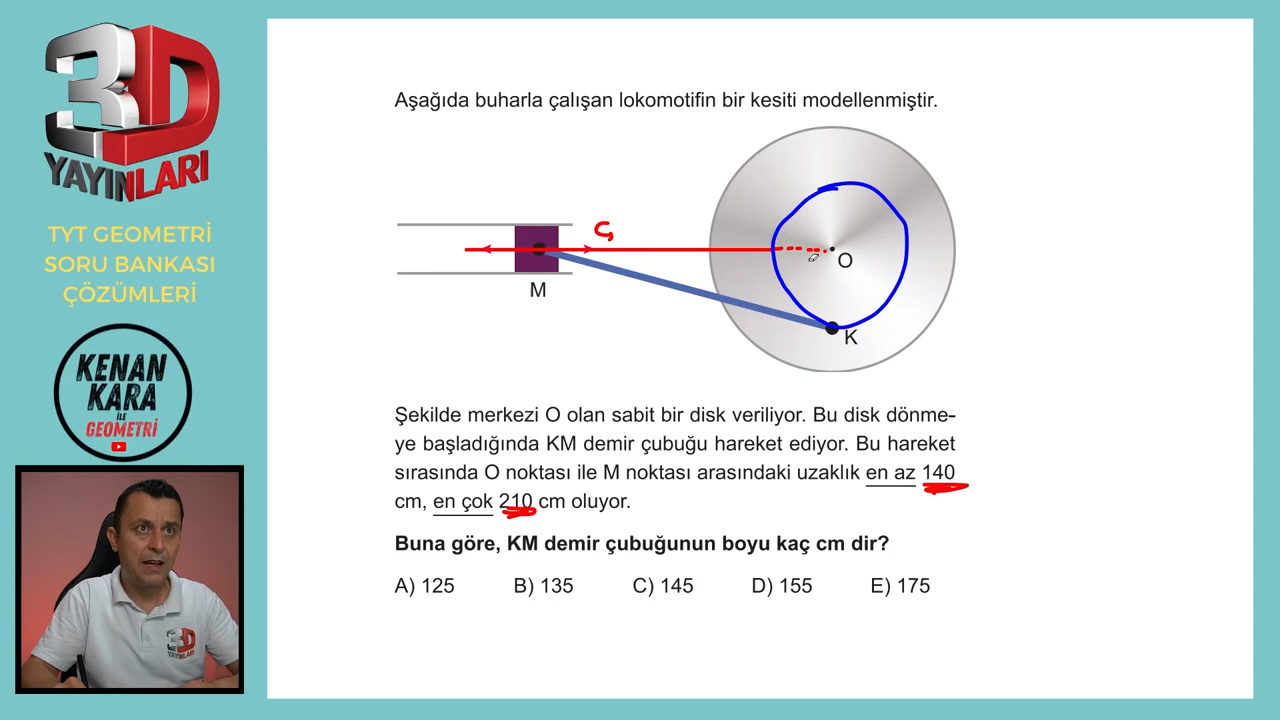 3D
YAYINLARI
TYT GEOMETRİ
SORU BANKASI
ÇÖZÜMLERİ
KENAN
KARA
İLE
GEOMETRİ
3D
YAYINLARI
Aşağıda buharla çalışan lokomotifin bir kesiti modellenmiştir.
Ç
M
O
K
Şekilde merkezi O olan sabit bir disk veriliyor. Bu disk dönme-
ye başladığında KM demir çubuğu hareket ediyor. Bu hareket
sırasında O noktası ile M noktası arasındaki uzaklık en az 140
cm, en çok 210 cm oluyor.
Buna göre, KM demir çubuğunun boyu kaç cm dir?
A) 125 B) 135 C) 145 D) 155 E) 175